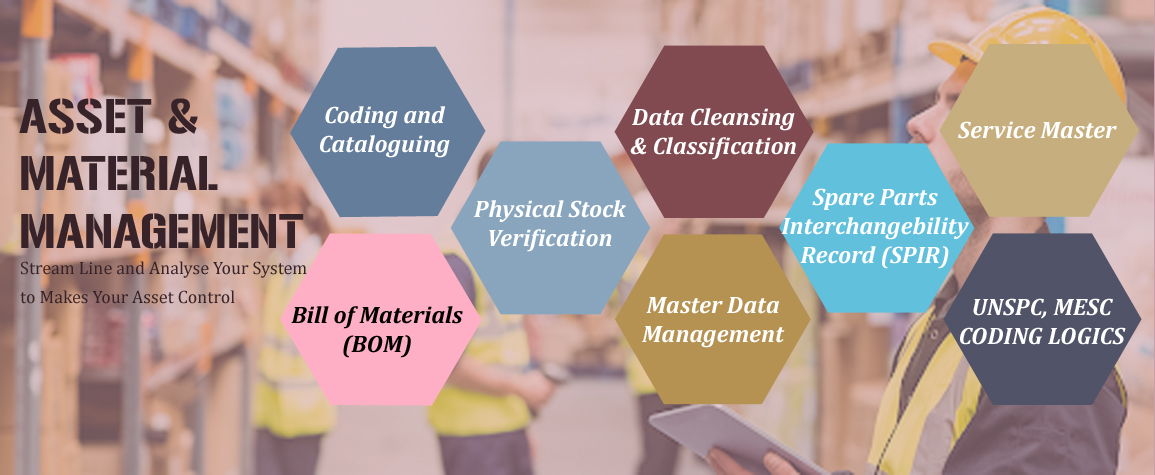 ASSET &
MATERIAL
MANAGEMENT
Stream Line and Analyse Your System
to Makes Your Asset Control
Coding and
Cataloguing
Bill of Materials
(BOM)
Physical Stock
Verification
Data Cleansing
& Classification
Master Data
Management
Spare Parts
Interchangebility
Record (SPIR)
Service Master
UNSPC, MESC
CODING LOGICS